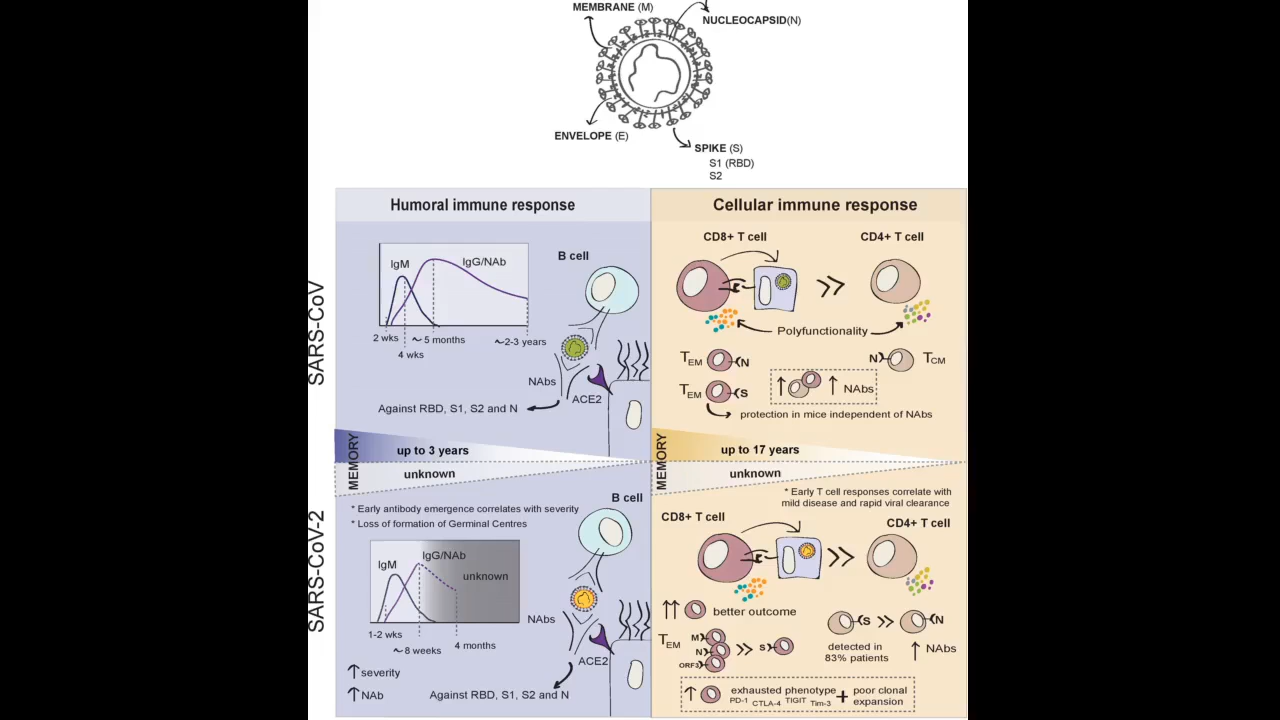 MEMBRANE (M)
NUCLEOCAPSID(N)
ENVELOPE (E)
SPIKE (S)
S1 (RBD)
S2
Humoral immune response
Cellular immune response
SARS-CoV
IgM
IgG/NAb
2 wks
4 wks
~ 5 months
~2-3 years
B cell
NAbs
ACE2
Against RBD, S1, S2 and N
CD8+ T cell
CD4+ T cell
Polyfunctionality
TEM
N
N
TCM
TEM
S
NAbs
protection in mice independent of NAbs
MEMORY
up to 3 years
unknown
MEMORY
up to 17 years
unknown
SARS-CoV-2
B cell
* Early antibody emergence correlates with severity
* Loss of formation of Germinal Centres
IgM
IgG/NAb
unknown
1-2 wks
~ 8 weeks
4 months
NAbs
ACE2
severity
NAb
Against RBD, S1, S2 and N
* Early T cell responses correlate with
mild disease and rapid viral clearance
CD8+ T cell
CD4+ T cell
better outcome
TEM
M
N
ORF3
S
S
N
detected in
83% patients
NAbs
exhausted phenotype
PD-1 CTLA-4 TIGIT Tim-3
+
poor clonal
expansion